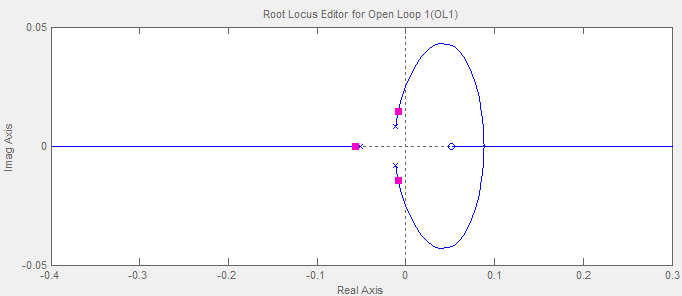 Root Locus Editor for Open Loop 1(OL1)
0.05
0
-0.05
Imag Axis
-0.4 -0.3 -0.2 -0.1 0 0.1 0.2 0.3
Real Axis